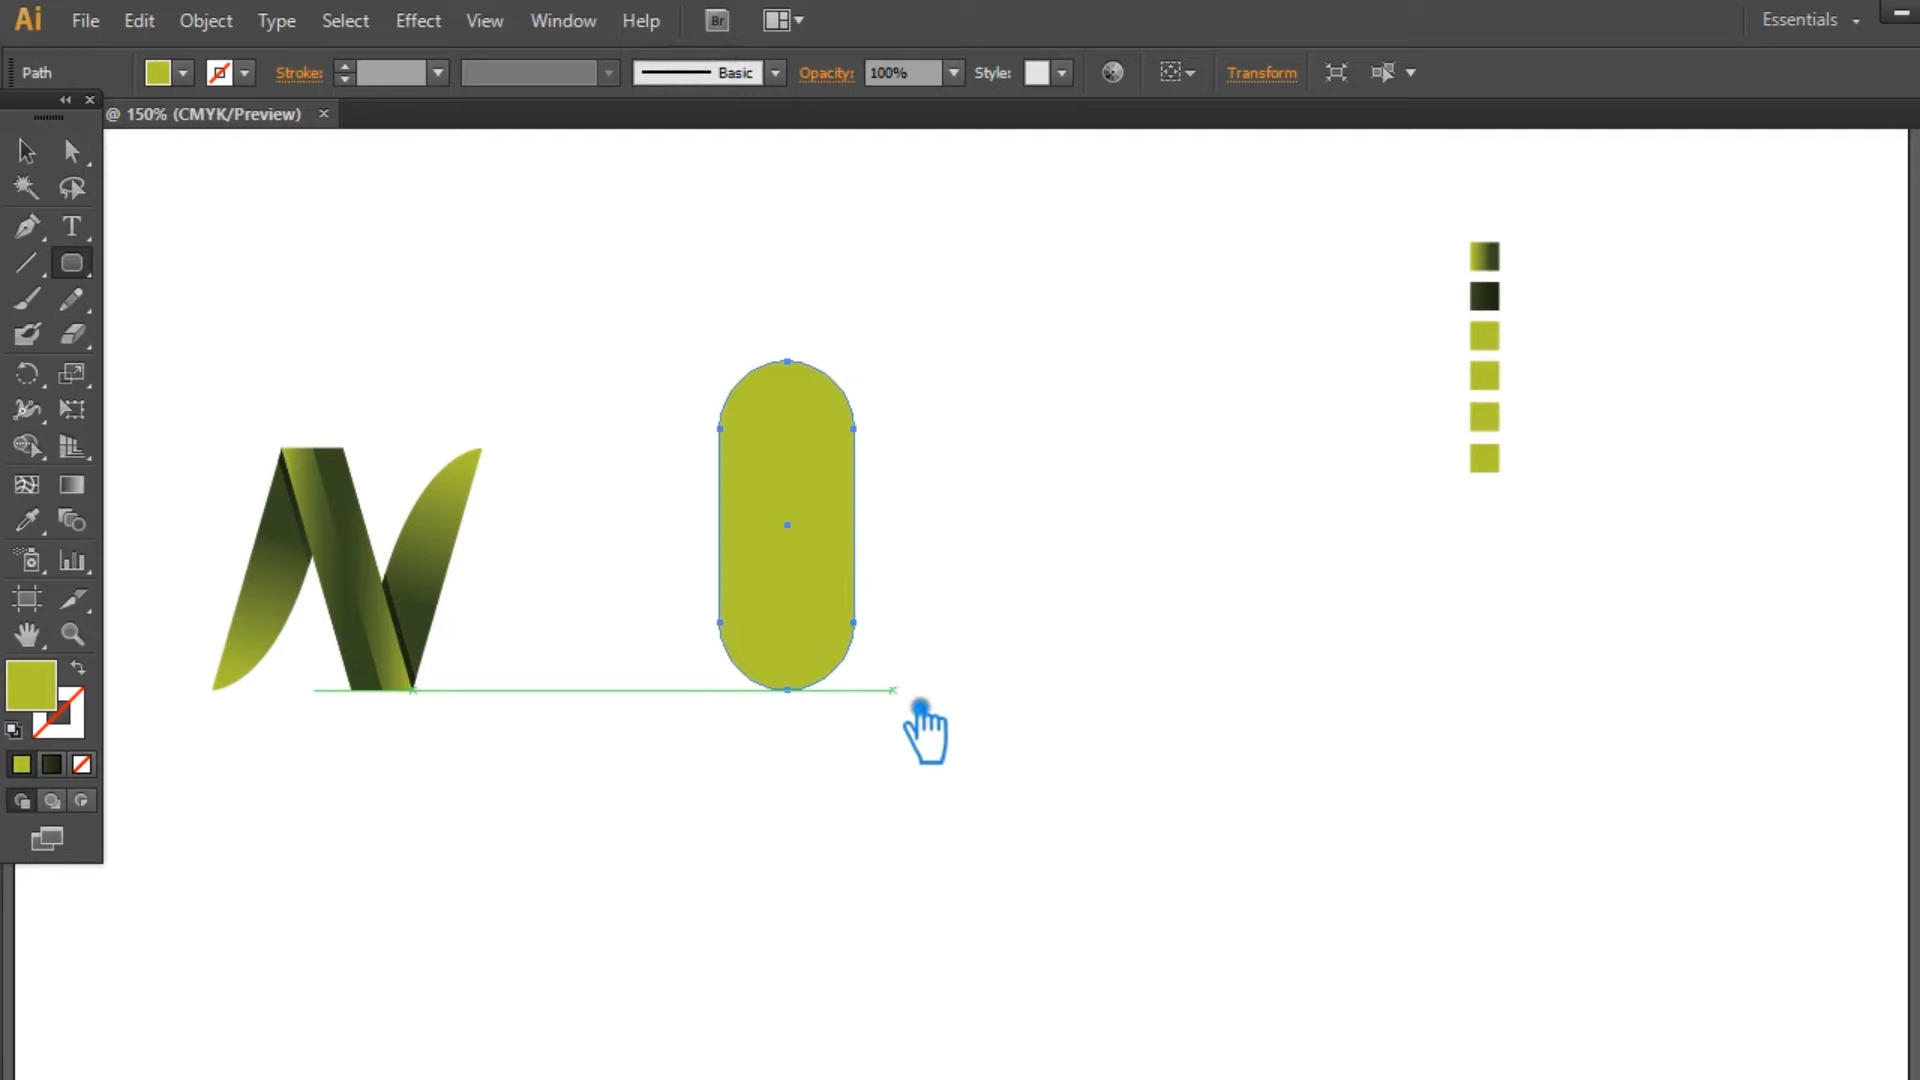 Ai File Edit Object Type Select Effect View Window Help Br Essentials
Path Stroke: Basic Opacity: 100% Style: Transform
@ 150% (CMYK/Preview)
T
N